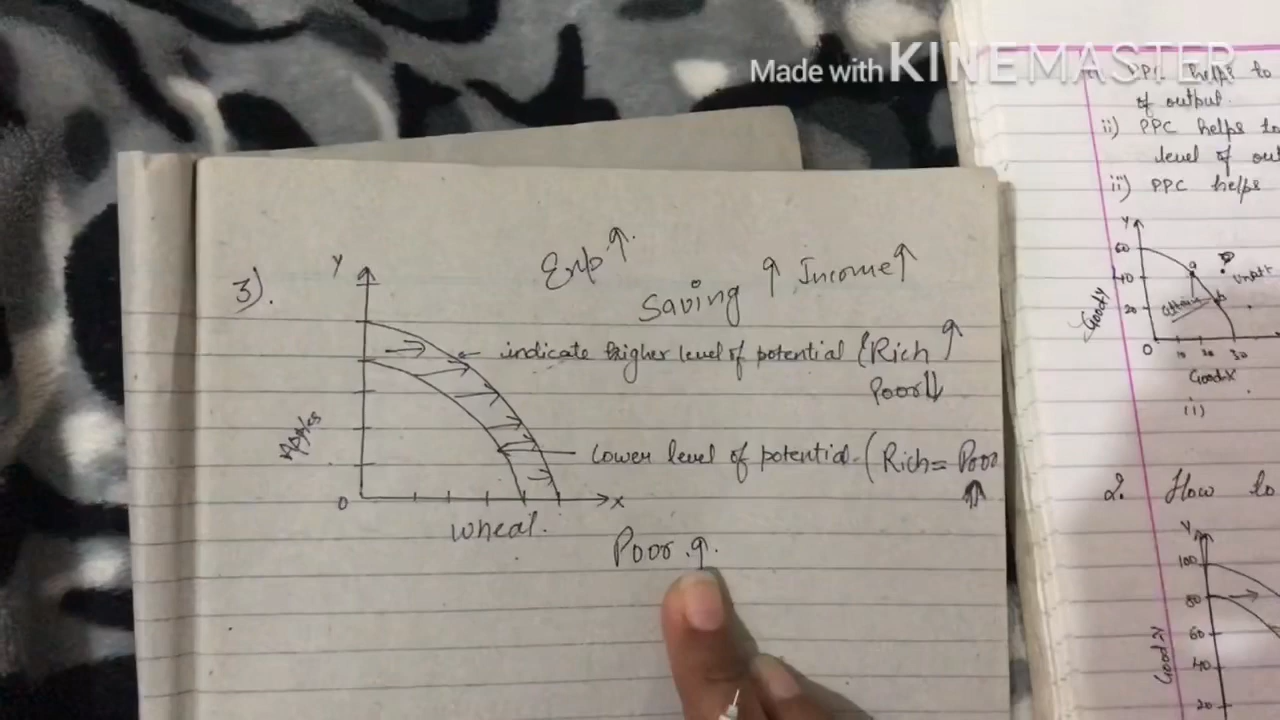 Made with KINEMASTER
3).
Y
Exp ↑.
Saving ↑ Income ↑
indicate higher level of potential (Rich ↑
Poor ↓↓
Lower level of potential. (Rich = Poor
↑
Apples
0
X
wheat.
Poor ↑.
PPC helps to
of output.
ii) PPC helps to
level of out
ii) PPC helps
Y
60
40
20
a
b
P
Good Y
0
10
20
30
Good X
(i)
2. How to
Y
100
80
60
40
20
Good Y